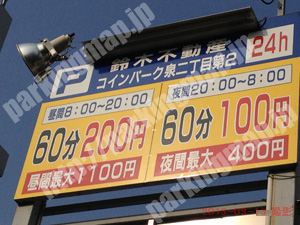 鈴木不動産
24h
P
コインパーク泉二丁目第2
昼間8:00~20:00
夜間20:00~8:00
60分200円
60分100円
昼間最大1100円
夜間最大 400円
parkingmap.jp